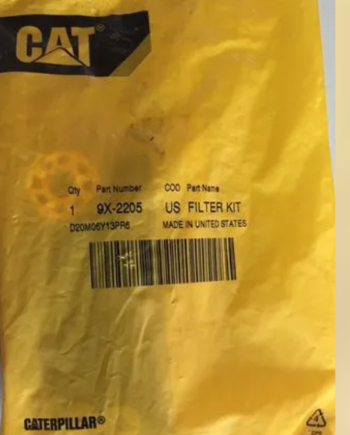 CAT®
Qty Part Number COO Part Name
1 9X-2205 US FILTER KIT
D20M06Y13PR6 MADE IN UNITED STATES
CATERPILLAR®
4